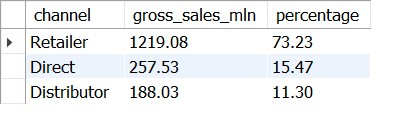 channel gross_sales_mln percentage
Retailer 1219.08 73.23
Direct 257.53 15.47
Distributor 188.03 11.30